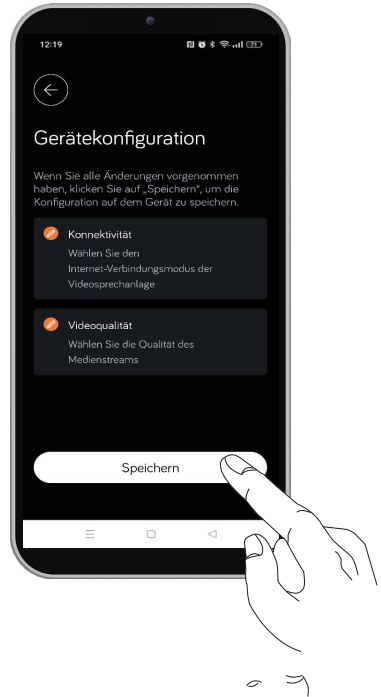 12:19
71
Gerätekonfiguration
Wenn Sie alle Änderungen vorgenommen
haben, klicken Sie auf „Speichern“, um die
Konfiguration auf dem Gerät zu speichern.
Konnektivität
Wählen Sie den
Internet-Verbindungsmodus der
Videosprechanlage
Videoqualität
Wählen Sie die Qualität des
Medienstreams
Speichern